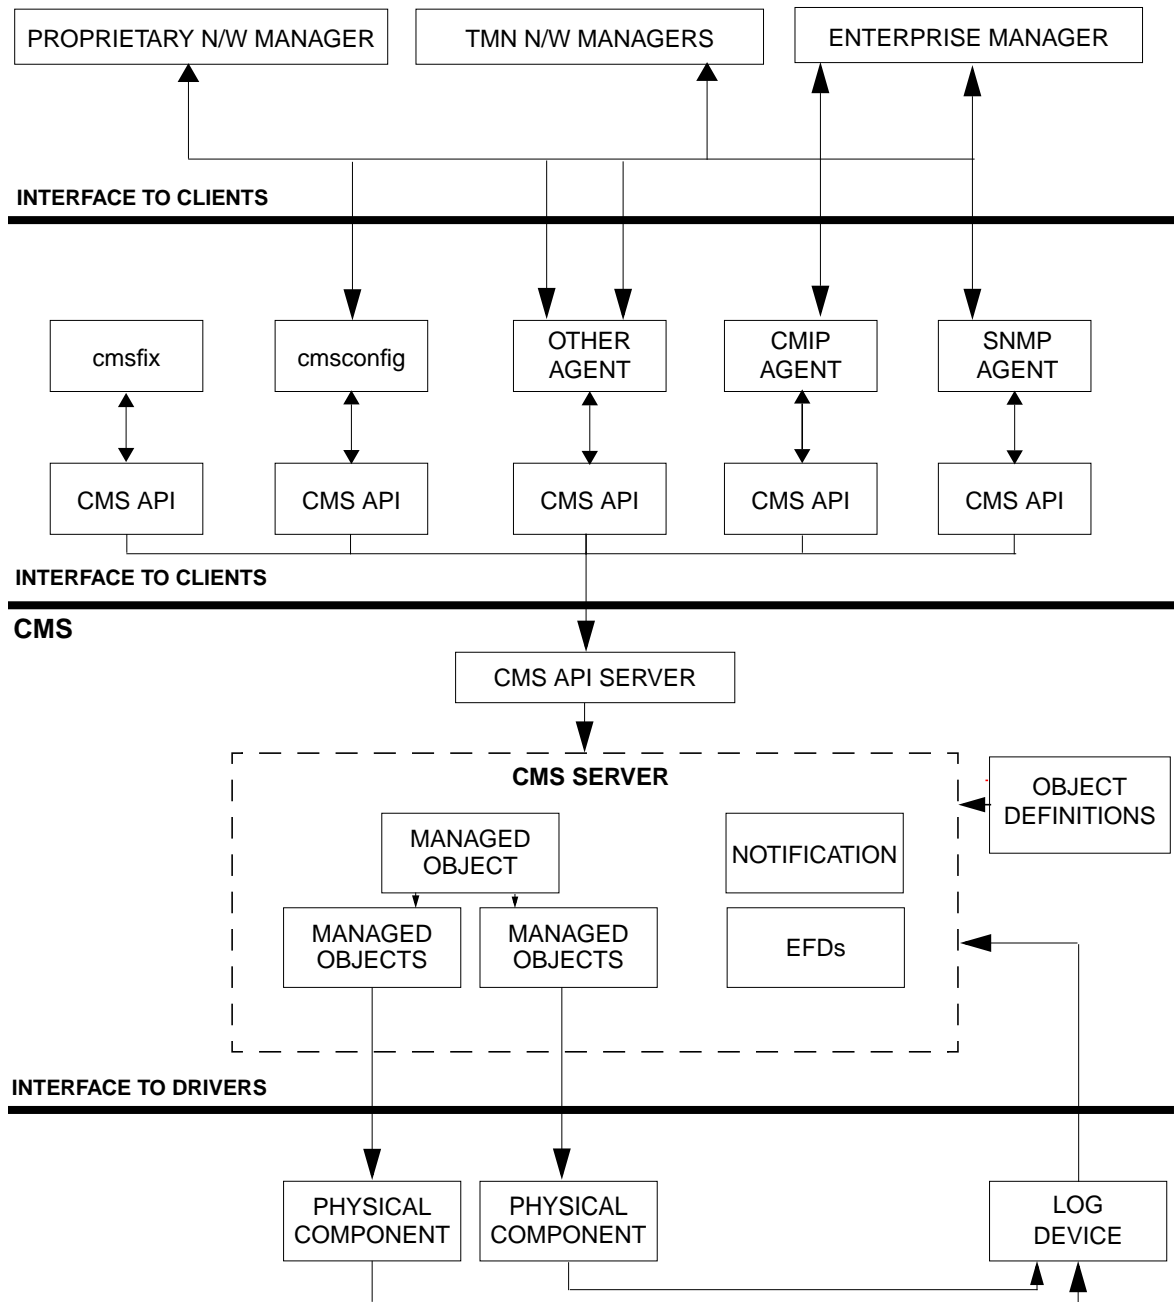 PROPRIETARY N/W MANAGER
TMN N/W MANAGERS
ENTERPRISE MANAGER
INTERFACE TO CLIENTS
cmsfix
cmsconfig
OTHER
AGENT
CMIP
AGENT
SNMP
AGENT
CMS API
CMS API
CMS API
CMS API
CMS API
INTERFACE TO CLIENTS
CMS
CMS API SERVER
CMS SERVER
OBJECT
DEFINITIONS
MANAGED
OBJECT
NOTIFICATION
MANAGED
OBJECTS
MANAGED
OBJECTS
EFDs
INTERFACE TO DRIVERS
PHYSICAL
COMPONENT
PHYSICAL
COMPONENT
LOG
DEVICE